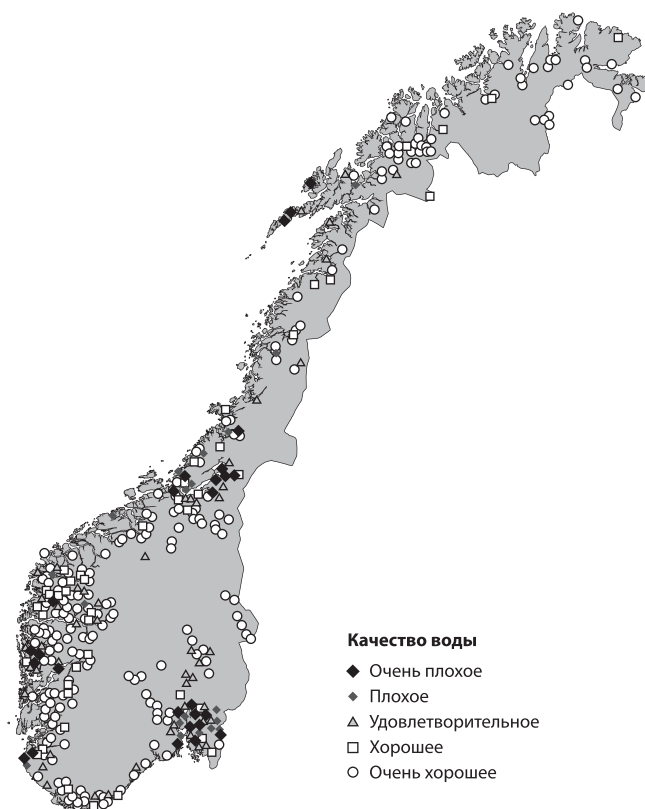 Качество воды
Очень плохое
Плохое
Удовлетворительное
Хорошее
Очень хорошее